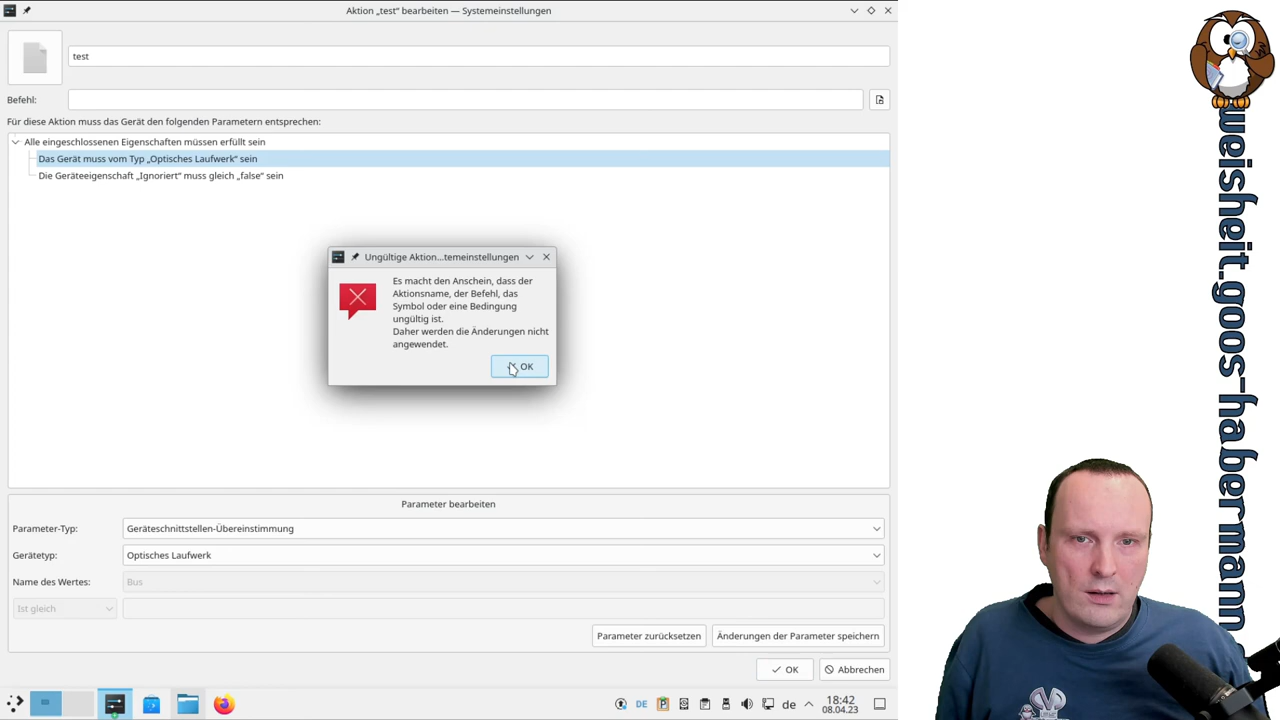 Aktion „test" bearbeiten — Systemeinstellungen
test
Befehl:
Für diese Aktion muss das Gerät den folgenden Parametern entsprechen:
Alle eingeschlossenen Eigenschaften müssen erfüllt sein
Das Gerät muss vom Typ „Optisches Laufwerk" sein
Die Geräteeigenschaft „Ignoriert" muss gleich „false" sein
Ungültige Aktion...temeinstellungen
Es macht den Anschein, dass der
Aktionsname, der Befehl, das
Symbol oder eine Bedingung
ungültig ist.
Daher werden die Änderungen nicht
angewendet.
OK
Parameter bearbeiten
Parameter-Typ: Geräteschnittstellen-Übereinstimmung
Gerätetyp: Optisches Laufwerk
Name des Wertes: Bus
Ist gleich
Parameter zurücksetzen Änderungen der Parameter speichern
OK Abbrechen
DE de 18:42
08.04.23
weisheit.goos-habermann.